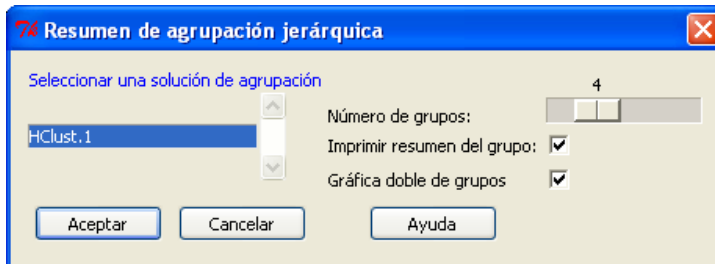 Resumen de agrupación jerárquica
Seleccionar una solución de agrupación
HClust.1
4
Número de grupos:
Imprimir resumen del grupo:
Gráfica doble de grupos
Aceptar
Cancelar
Ayuda